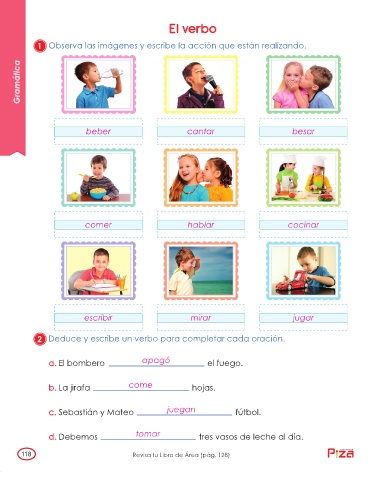 El verbo
Gramática
1 Observa las imágenes y escribe la acción que están realizando.
beber cantar besar
comer hablar cocinar
escribir mirar jugar
2 Deduce y escribe un verbo para completar cada oración.
a. El bombero apagó el fuego.
b. La jirafa come hojas.
c. Sebastián y Mateo juegan fútbol.
d. Debemos tomar tres vasos de leche al día.
118 Revisa tu Libro de Área (pág. 128)